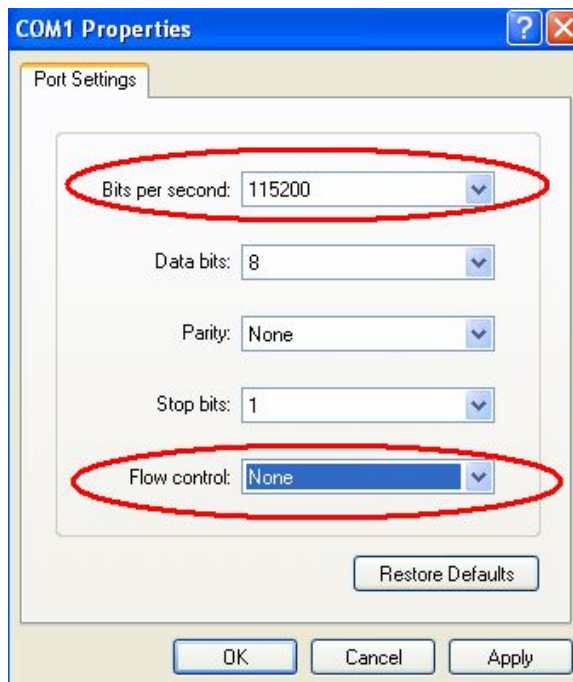 COM1 Properties
Port Settings
Bits per second: 115200
Data bits: 8
Parity: None
Stop bits: 1
Flow control: None
Restore Defaults
OK Cancel Apply